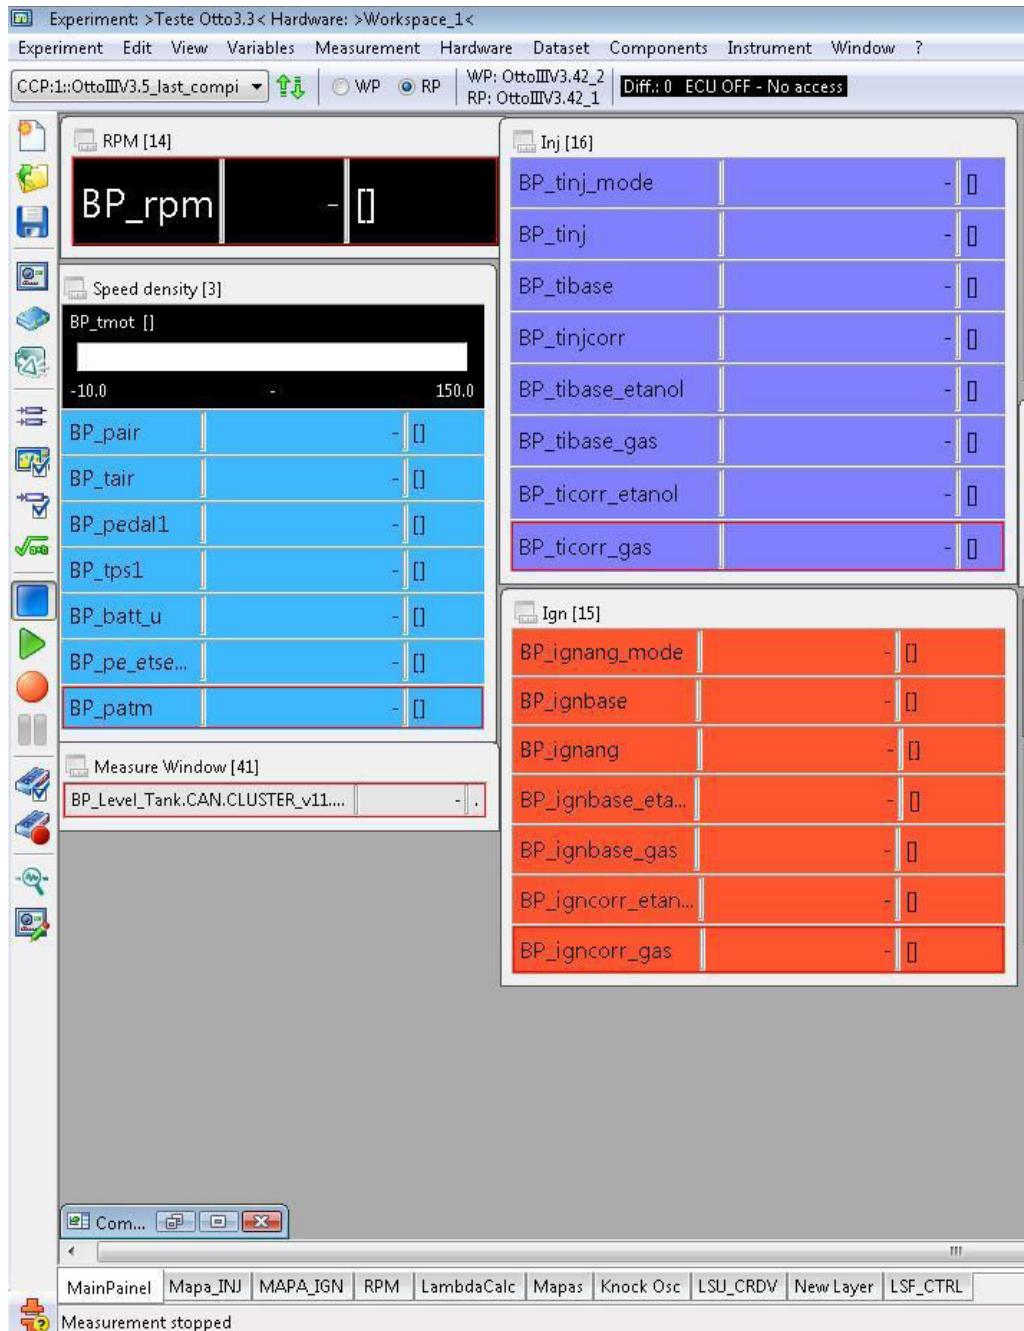 Experiment: >Teste Otto3.3< Hardware: >Workspace_1<
Experiment Edit View Variables Measurement Hardware Dataset Components Instrument Window ?
CCP:1::OttoIIIV3.5_last_compi WP RP WP: OttoIIIV3.42_2 Diff.: 0 ECU OFF - No access
RP: OttoIIIV3.42_1
RPM [14]
BP_rpm - []
Speed density [3]
BP_tmot []
-10.0 - 150.0
BP_pair - []
BP_tair - []
BP_pedal1 - []
BP_tps1 - []
BP_batt_u - []
BP_pe_etse... - []
BP_patm - []
Measure Window [41]
BP_Level_Tank.CAN.CLUSTER_v11.... - .
Inj [16]
BP_tinj_mode - []
BP_tinj - []
BP_tibase - []
BP_tinjcorr - []
BP_tibase_etanol - []
BP_tibase_gas - []
BP_ticorr_etanol - []
BP_ticorr_gas - []
Ign [15]
BP_ignang_mode - []
BP_ignbase - []
BP_ignang - []
BP_ignbase_eta... - []
BP_ignbase_gas - []
BP_igncorr_etan... - []
BP_igncorr_gas - []
Com...
MainPainel Mapa_INJ MAPA_IGN RPM LambdaCalc Mapas Knock Osc LSU_CRDV New Layer LSF_CTRL
Measurement stopped